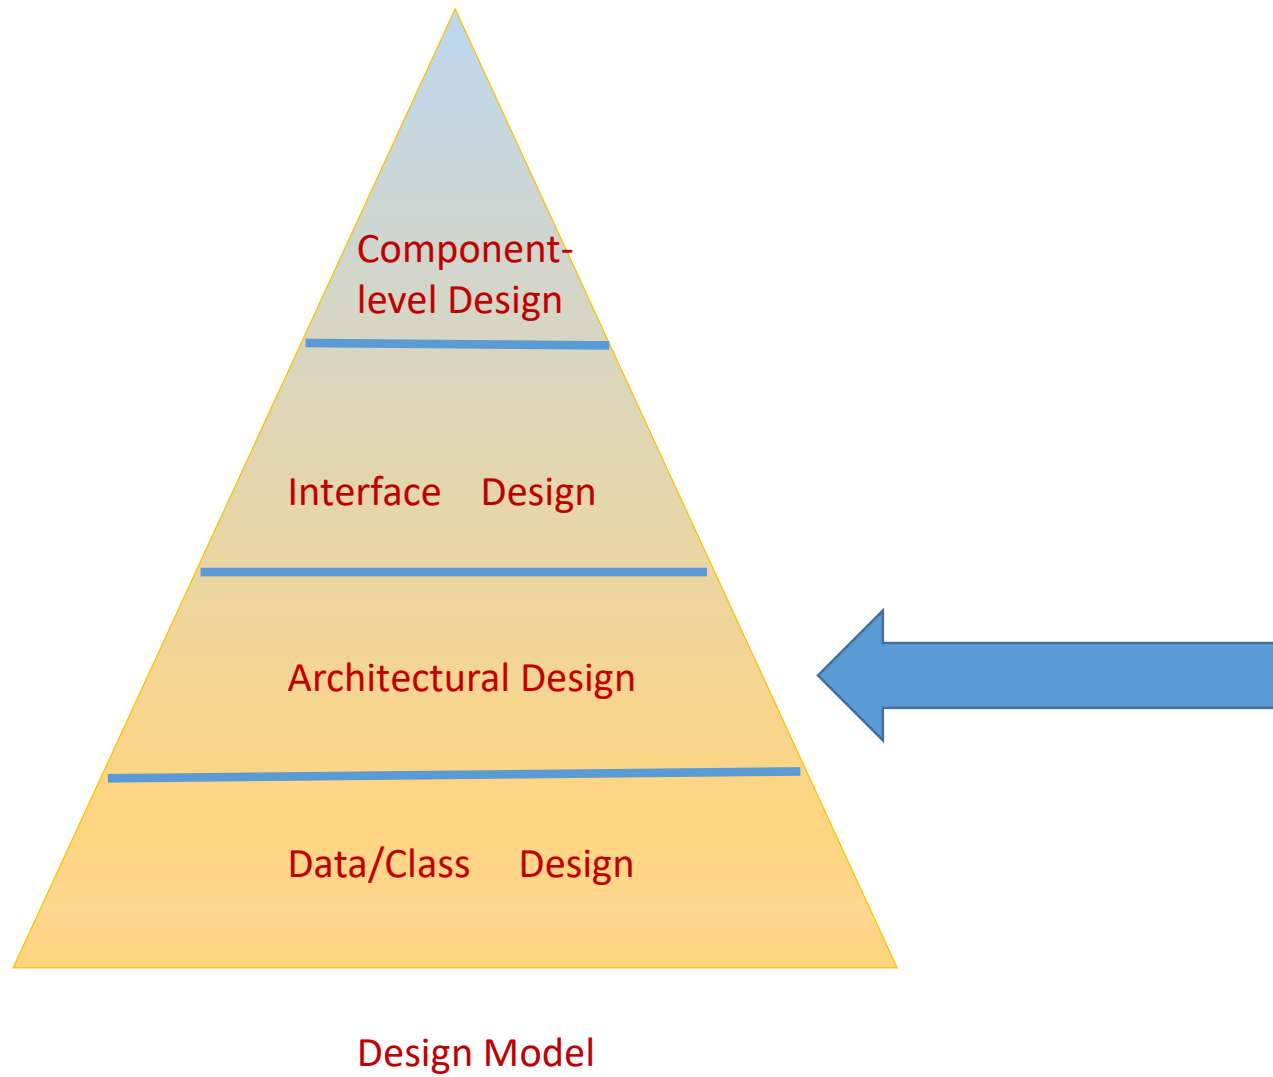 Component-
level Design
Interface Design
Architectural Design
Data/Class Design
Design Model